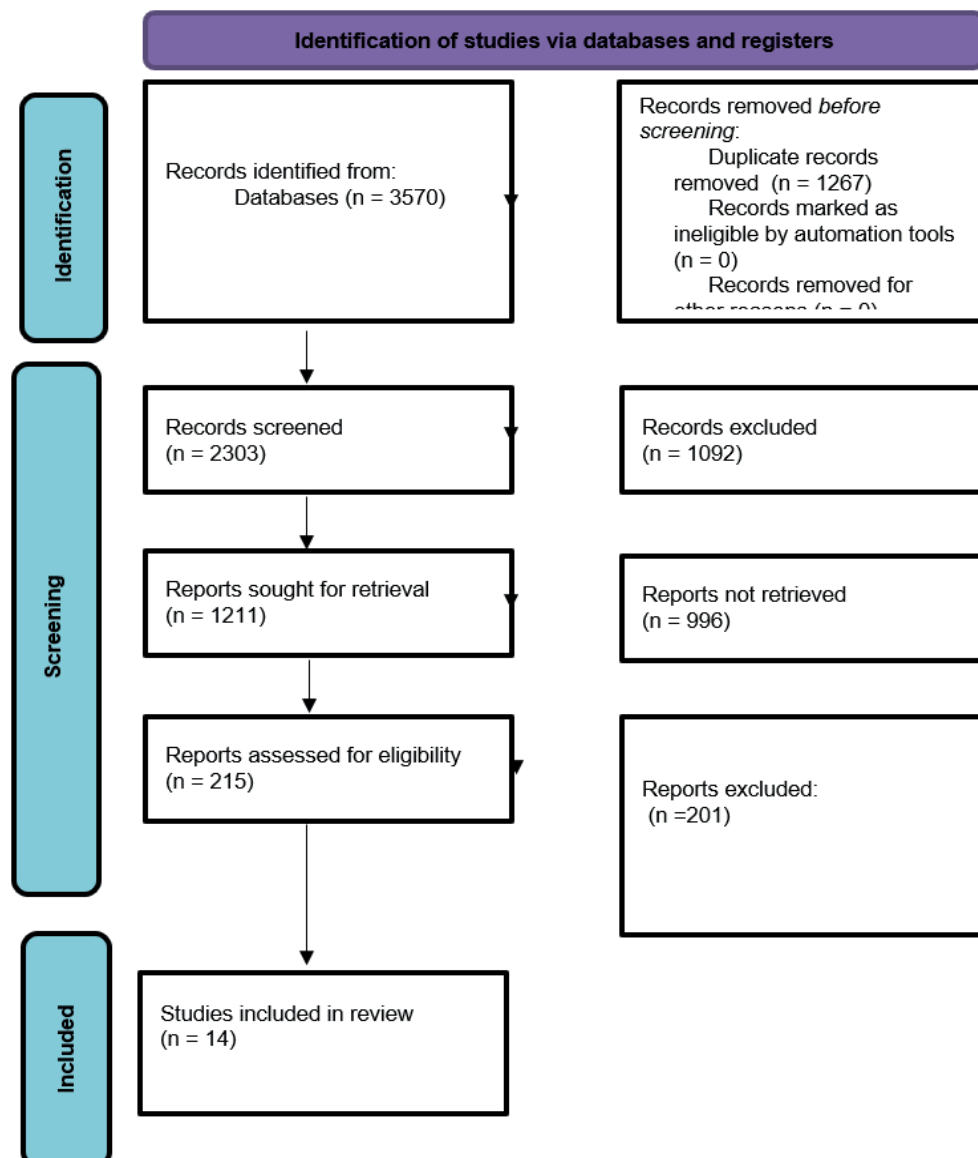 Identification of studies via databases and registers
Identification
Records identified from:
Databases (n = 3570)
Records removed before
screening:
Duplicate records
removed  (n = 1267)
Records marked as
ineligible by automation tools
(n = 0)
Records removed for
other reasons (n = 0)
Screening
Records screened
(n = 2303)
Records excluded
(n = 1092)
Reports sought for retrieval
(n = 1211)
Reports not retrieved
(n = 996)
Reports assessed for eligibility
(n = 215)
Reports excluded:
(n =201)
Included
Studies included in review
(n = 14)